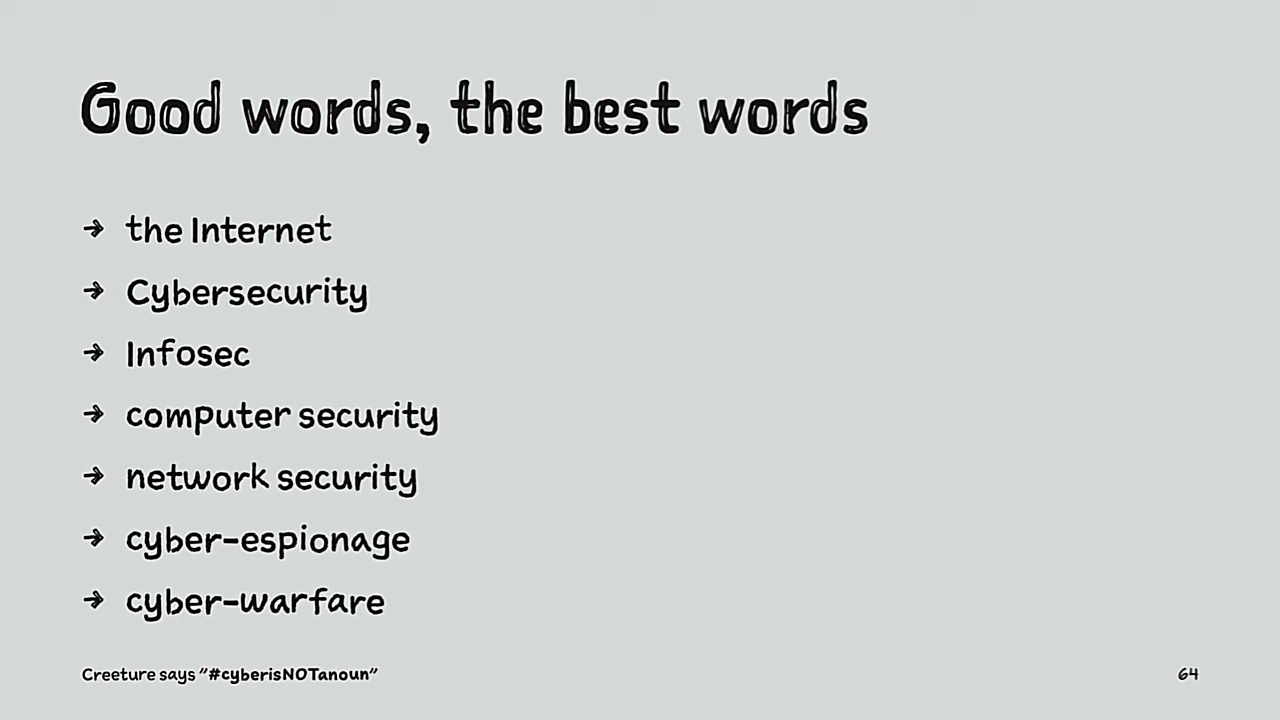 Good words, the best words
→ the Internet
→ Cybersecurity
→ Infosec
→ computer security
→ network security
→ cyber-espionage
→ cyber-warfare
Creeture says "#cyberisNOTanoun" 64